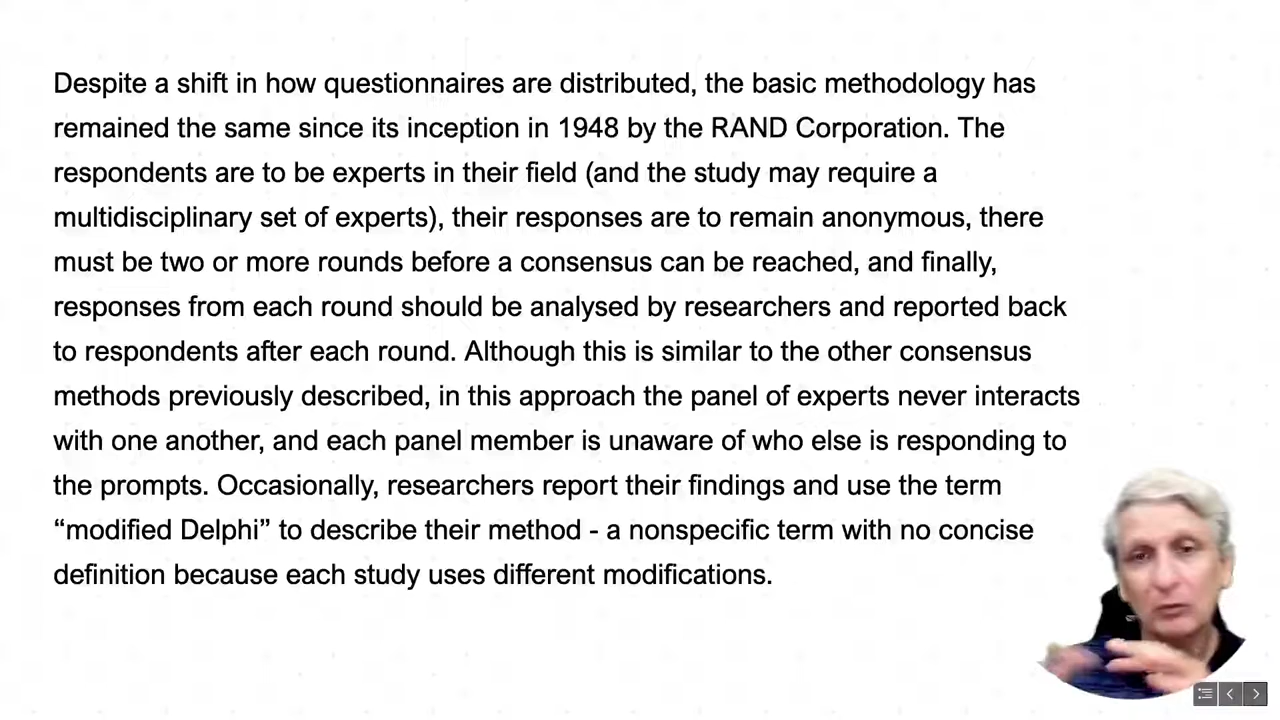 Despite a shift in how questionnaires are distributed, the basic methodology has
remained the same since its inception in 1948 by the RAND Corporation. The
respondents are to be experts in their field (and the study may require a
multidisciplinary set of experts), their responses are to remain anonymous, there
must be two or more rounds before a consensus can be reached, and finally,
responses from each round should be analysed by researchers and reported back
to respondents after each round. Although this is similar to the other consensus
methods previously described, in this approach the panel of experts never interacts
with one another, and each panel member is unaware of who else is responding to
the prompts. Occasionally, researchers report their findings and use the term
“modified Delphi” to describe their method - a nonspecific term with no concise
definition because each study uses different modifications.